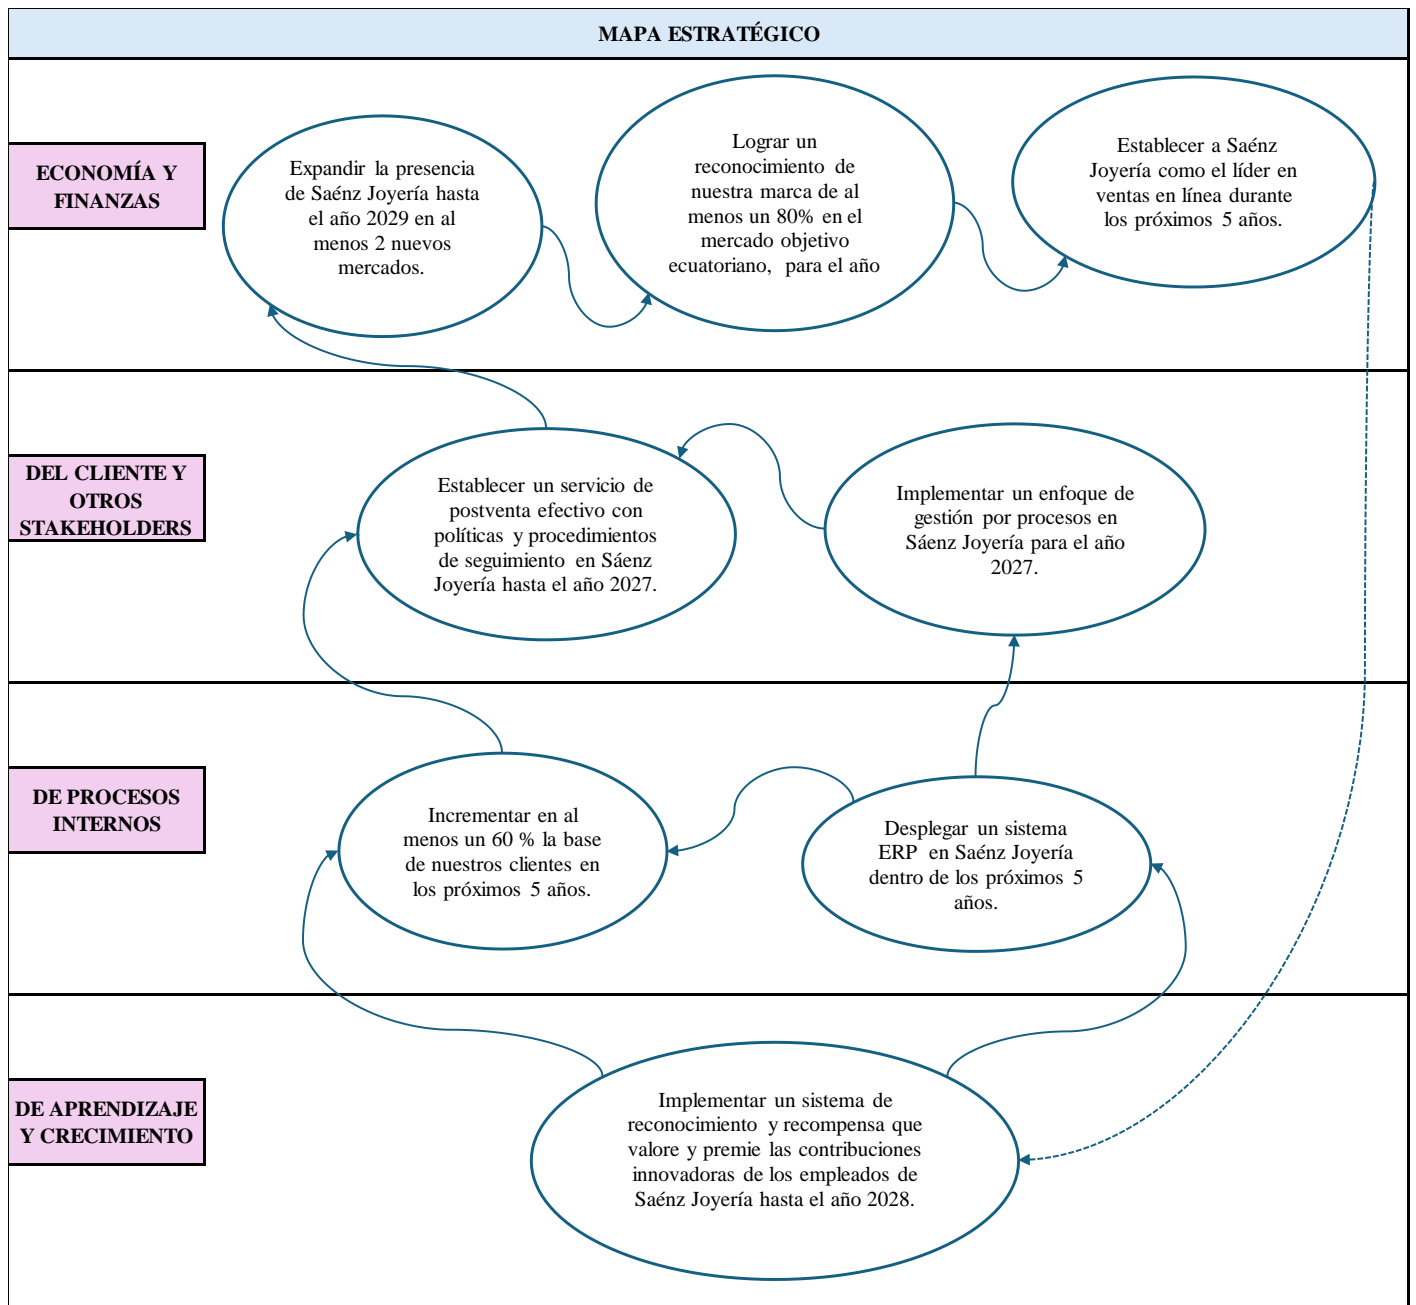 MAPA ESTRATÉGICO
ECONOMÍA Y
FINANZAS
Expandir la presencia
de Saénz Joyería hasta
el año 2029 en al
menos 2 nuevos
mercados.
Lograr un
reconocimiento de
nuestra marca de al
menos un 80% en el
mercado objetivo
ecuatoriano, para el año
Establecer a Saénz
Joyería como el líder en
ventas en línea durante
los próximos 5 años.
DEL CLIENTE Y
OTROS
STAKEHOLDERS
Establecer un servicio de
postventa efectivo con
políticas y procedimientos
de seguimiento en Sáenz
Joyería hasta el año 2027.
Implementar un enfoque de
gestión por procesos en
Sáenz Joyería para el año
2027.
DE PROCESOS
INTERNOS
Incrementar en al
menos un 60 % la base
de nuestros clientes en
los próximos 5 años.
Desplegar un sistema
ERP en Saénz Joyería
dentro de los próximos 5
años.
DE APRENDIZAJE
Y CRECIMIENTO
Implementar un sistema de
reconocimiento y recompensa que
valore y premie las contribuciones
innovadoras de los empleados de
Saénz Joyería hasta el año 2028.